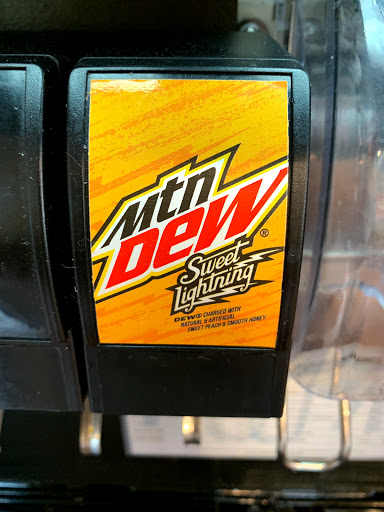 Mtn
DEW®
Sweet
Lightning
DEW® CHARGED WITH
NATURAL & ARTIFICIAL
SWEET PEACH & SMOOTH HONEY